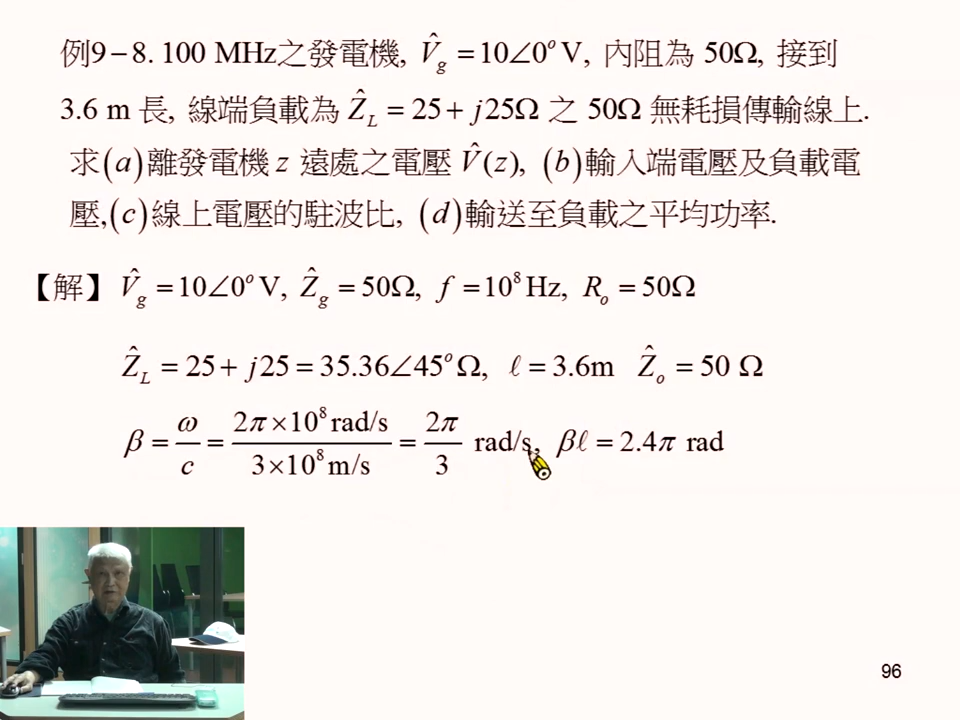 例9－8. 100 MHz之發電機, V̂g = 10∠0° V, 內阻為 50Ω, 接到
3.6 m 長, 線端負載為 ẐL = 25 + j25Ω 之 50Ω 無耗損傳輸線上.
求(a)離發電機 z 遠處之電壓 V̂(z), (b)輸入端電壓及負載電
壓,(c)線上電壓的駐波比, (d)輸送至負載之平均功率.
【解】V̂g = 10∠0° V, Ẑg = 50Ω, f = 10⁸ Hz, Ro = 50Ω
ẐL = 25 + j25 = 35.36∠45° Ω, ℓ = 3.6m Ẑo = 50 Ω
β = ω/c = (2π×10⁸ rad/s)/(3×10⁸ m/s) = 2π/3 rad/s, βℓ = 2.4π rad
96